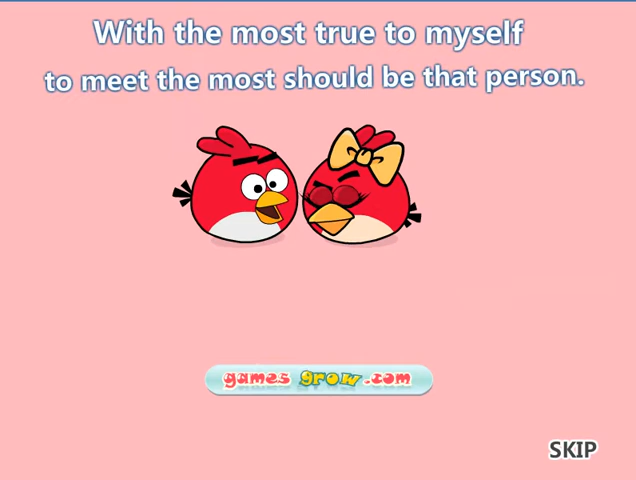 With the most true to myself
to meet the most should be that person.
games grow.com
SKIP